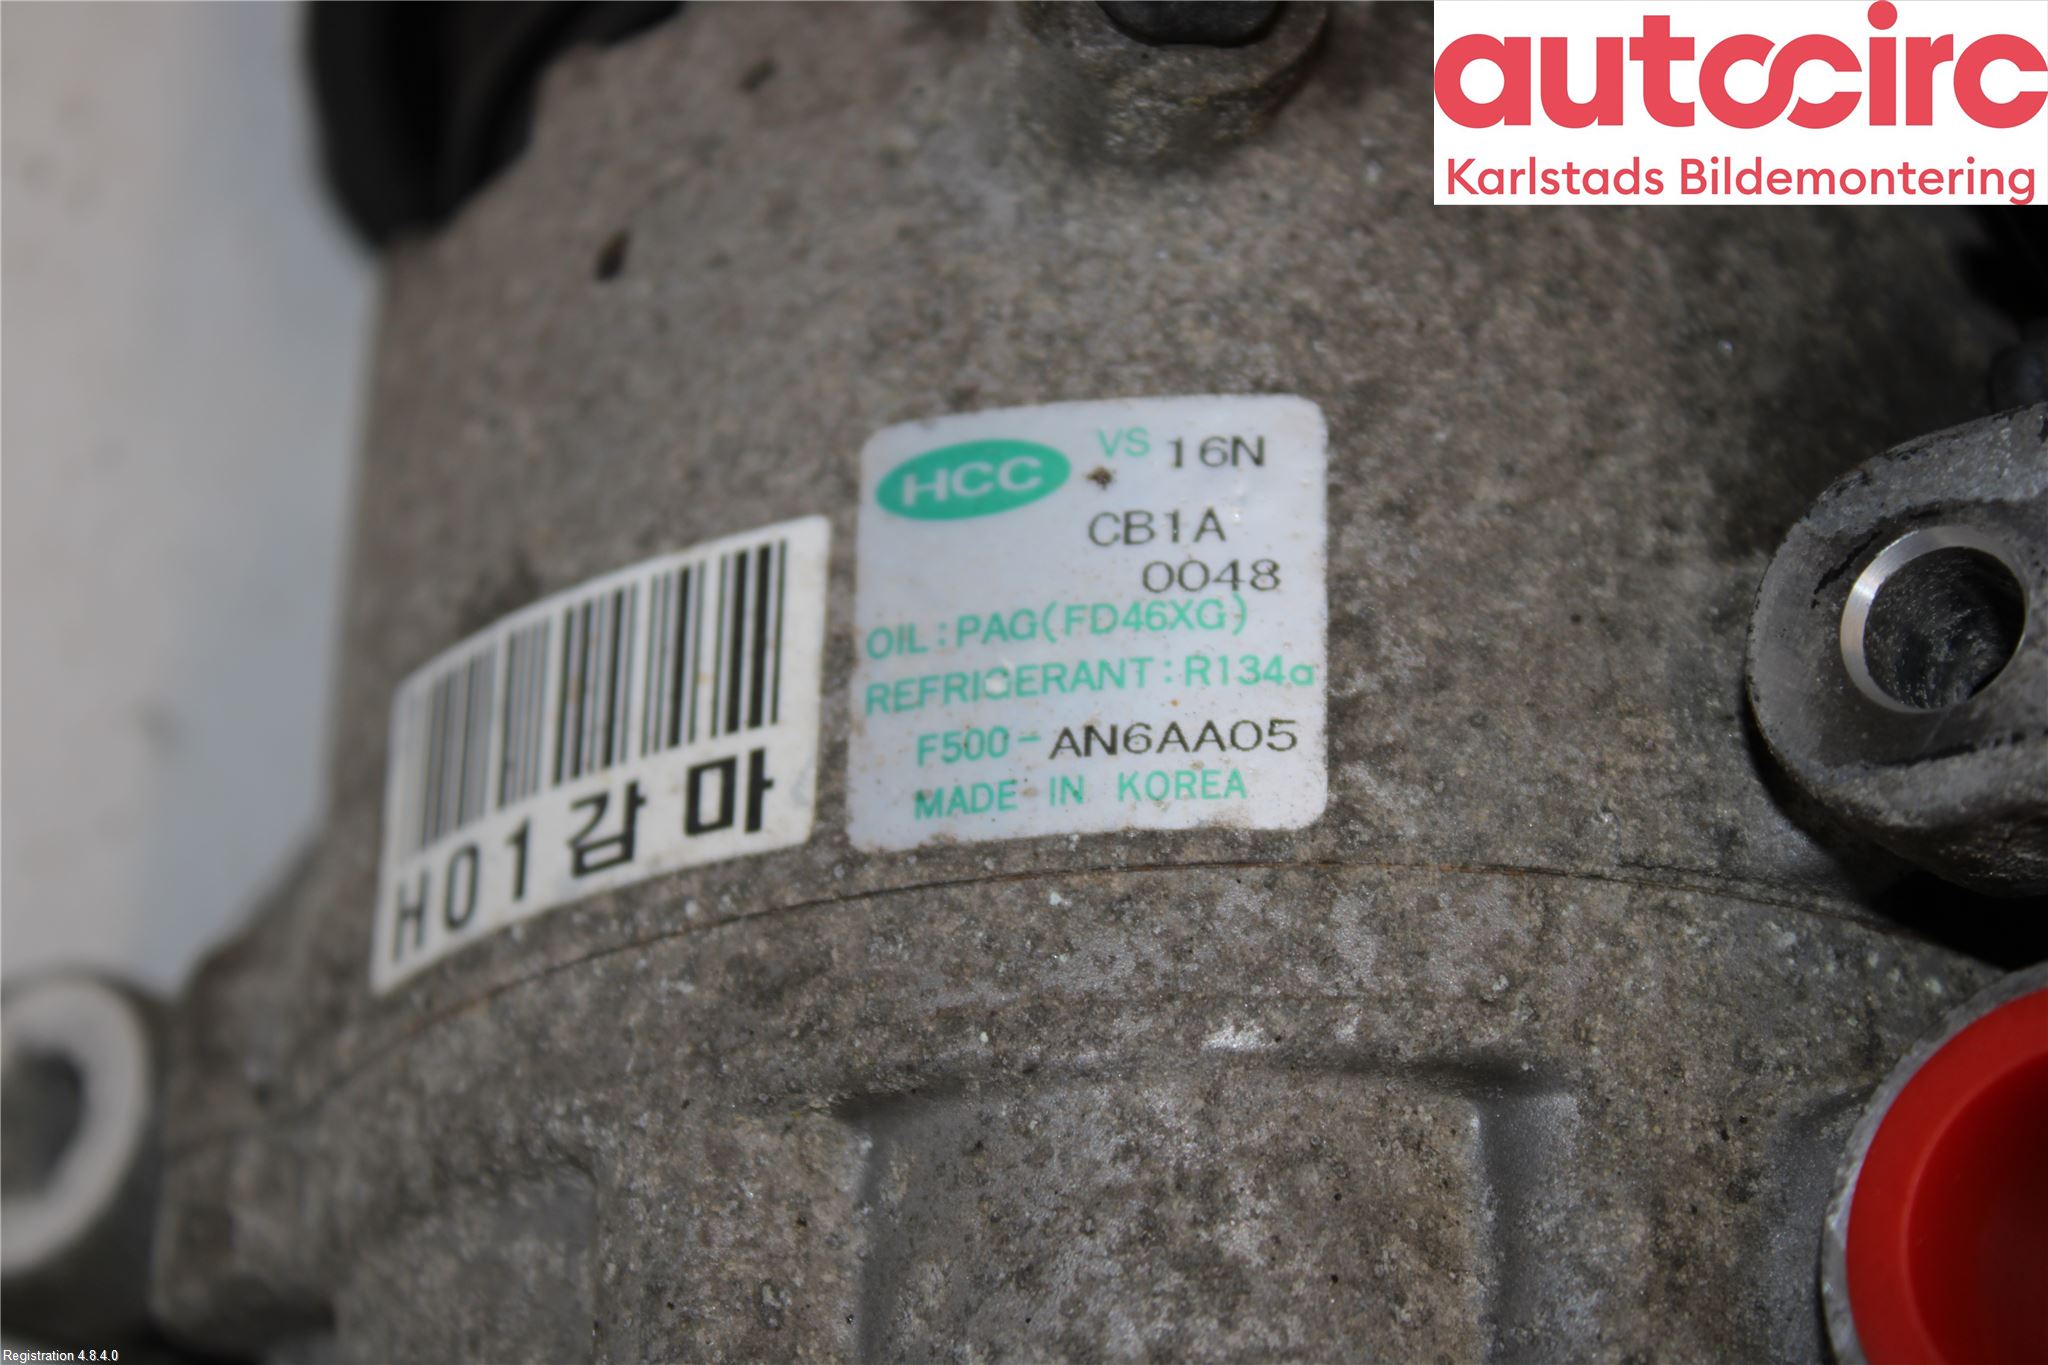 autocirc
Karlstads Bildemontering
HCC VS 16N
CB1A
0048
OIL : PAG(FD46XG)
REFRIGERANT : R134a
F500 - AN6AA05
MADE IN KOREA
H01감마
Registration 4.8.4.0